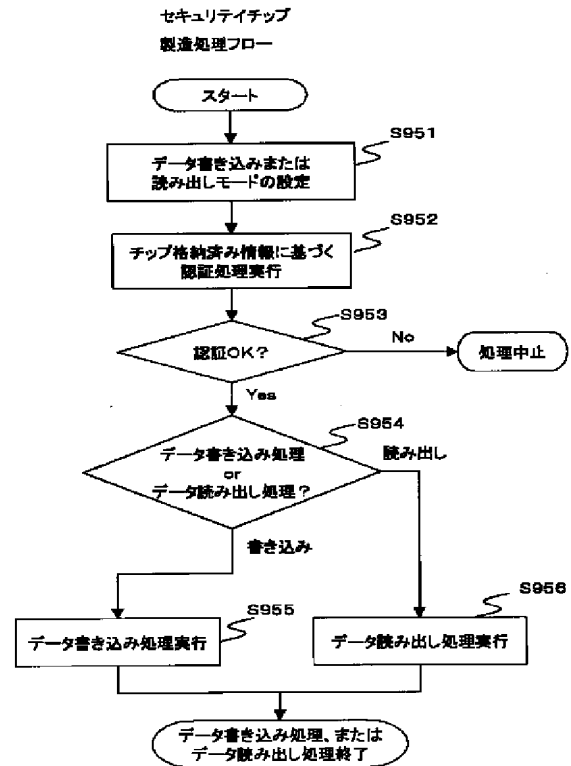 セキュリテイチップ
製造処理フロー
スタート
S951
データ書き込みまたは
読み出しモードの設定
S952
チップ格納済み情報に基づく
認証処理実行
S953
認証OK?
No
処理中止
Yes
S954
データ書き込み処理
or
データ読み出し処理?
読み出し
書き込み
S955
データ書き込み処理実行
S956
データ読み出し処理実行
データ書き込み処理、または
データ読み出し処理終了